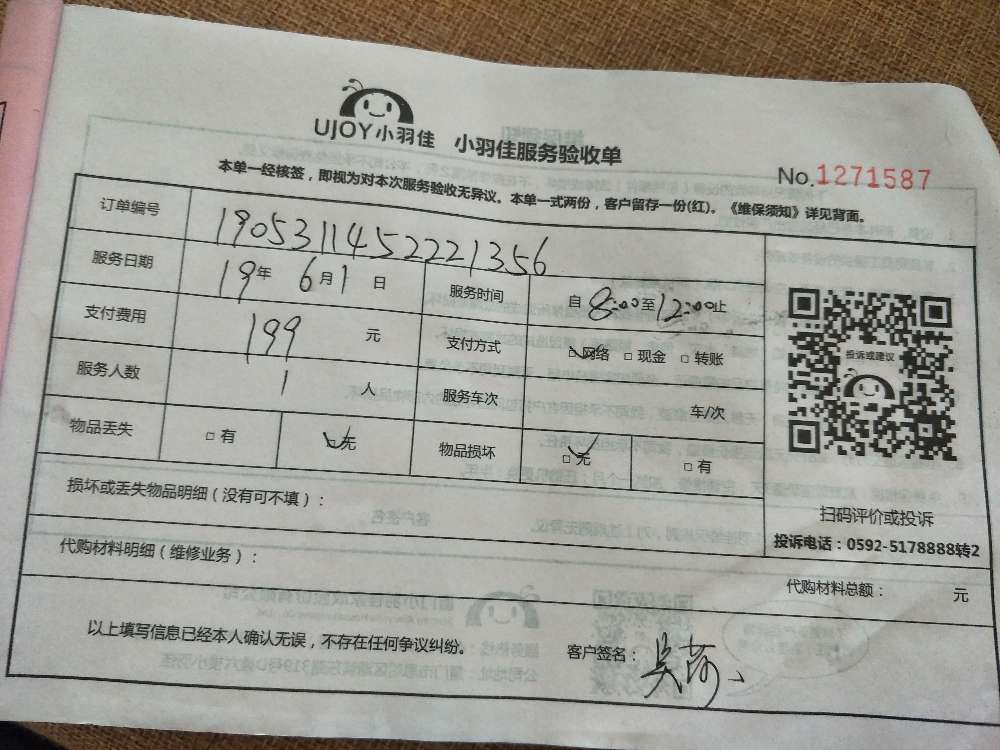 UJOY小羽佳 小羽佳服务验收单
No.1271587
本单一经核签，即视为对本次服务验收无异议。本单一式两份，客户留存一份(红)。《维保须知》详见背面。
订单编号 1905311452221356
服务日期 19年 6月1日 服务时间 自8:00至12:00止
支付费用 199 元 支付方式 网络 现金 转账
服务人数 1 人 服务车次 车/次
物品丢失 有 无 物品损坏 无 有
投诉或建议
扫码评价或投诉
投诉电话：0592-5178888转2
损坏或丢失物品明细（没有可不填）：
代购材料明细（维修业务）： 代购材料总额： 元
以上填写信息已经本人确认无误，不存在任何争议纠纷。 客户签名：吴